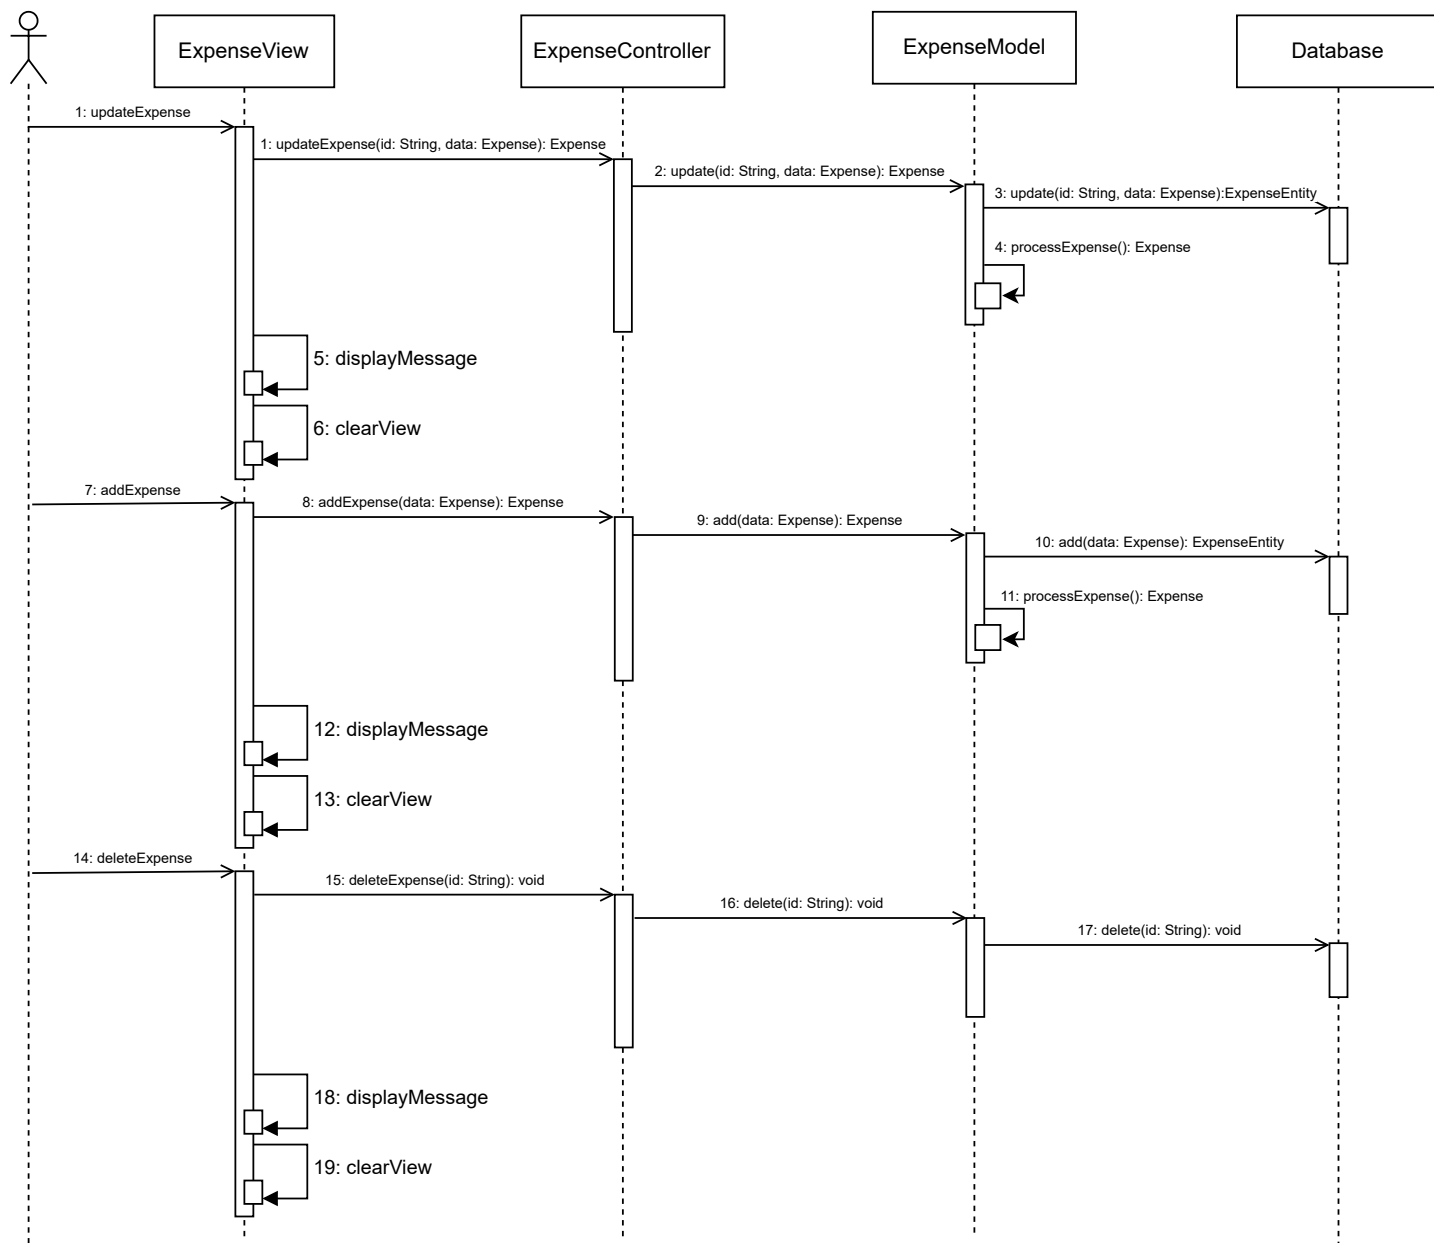 ExpenseView
ExpenseController
ExpenseModel
Database
1: updateExpense
1: updateExpense(id: String, data: Expense): Expense
2: update(id: String, data: Expense): Expense
3: update(id: String, data: Expense):ExpenseEntity
4: processExpense(): Expense
5: displayMessage
6: clearView
7: addExpense
8: addExpense(data: Expense): Expense
9: add(data: Expense): Expense
10: add(data: Expense): ExpenseEntity
11: processExpense(): Expense
12: displayMessage
13: clearView
14: deleteExpense
15: deleteExpense(id: String): void
16: delete(id: String): void
17: delete(id: String): void
18: displayMessage
19: clearView